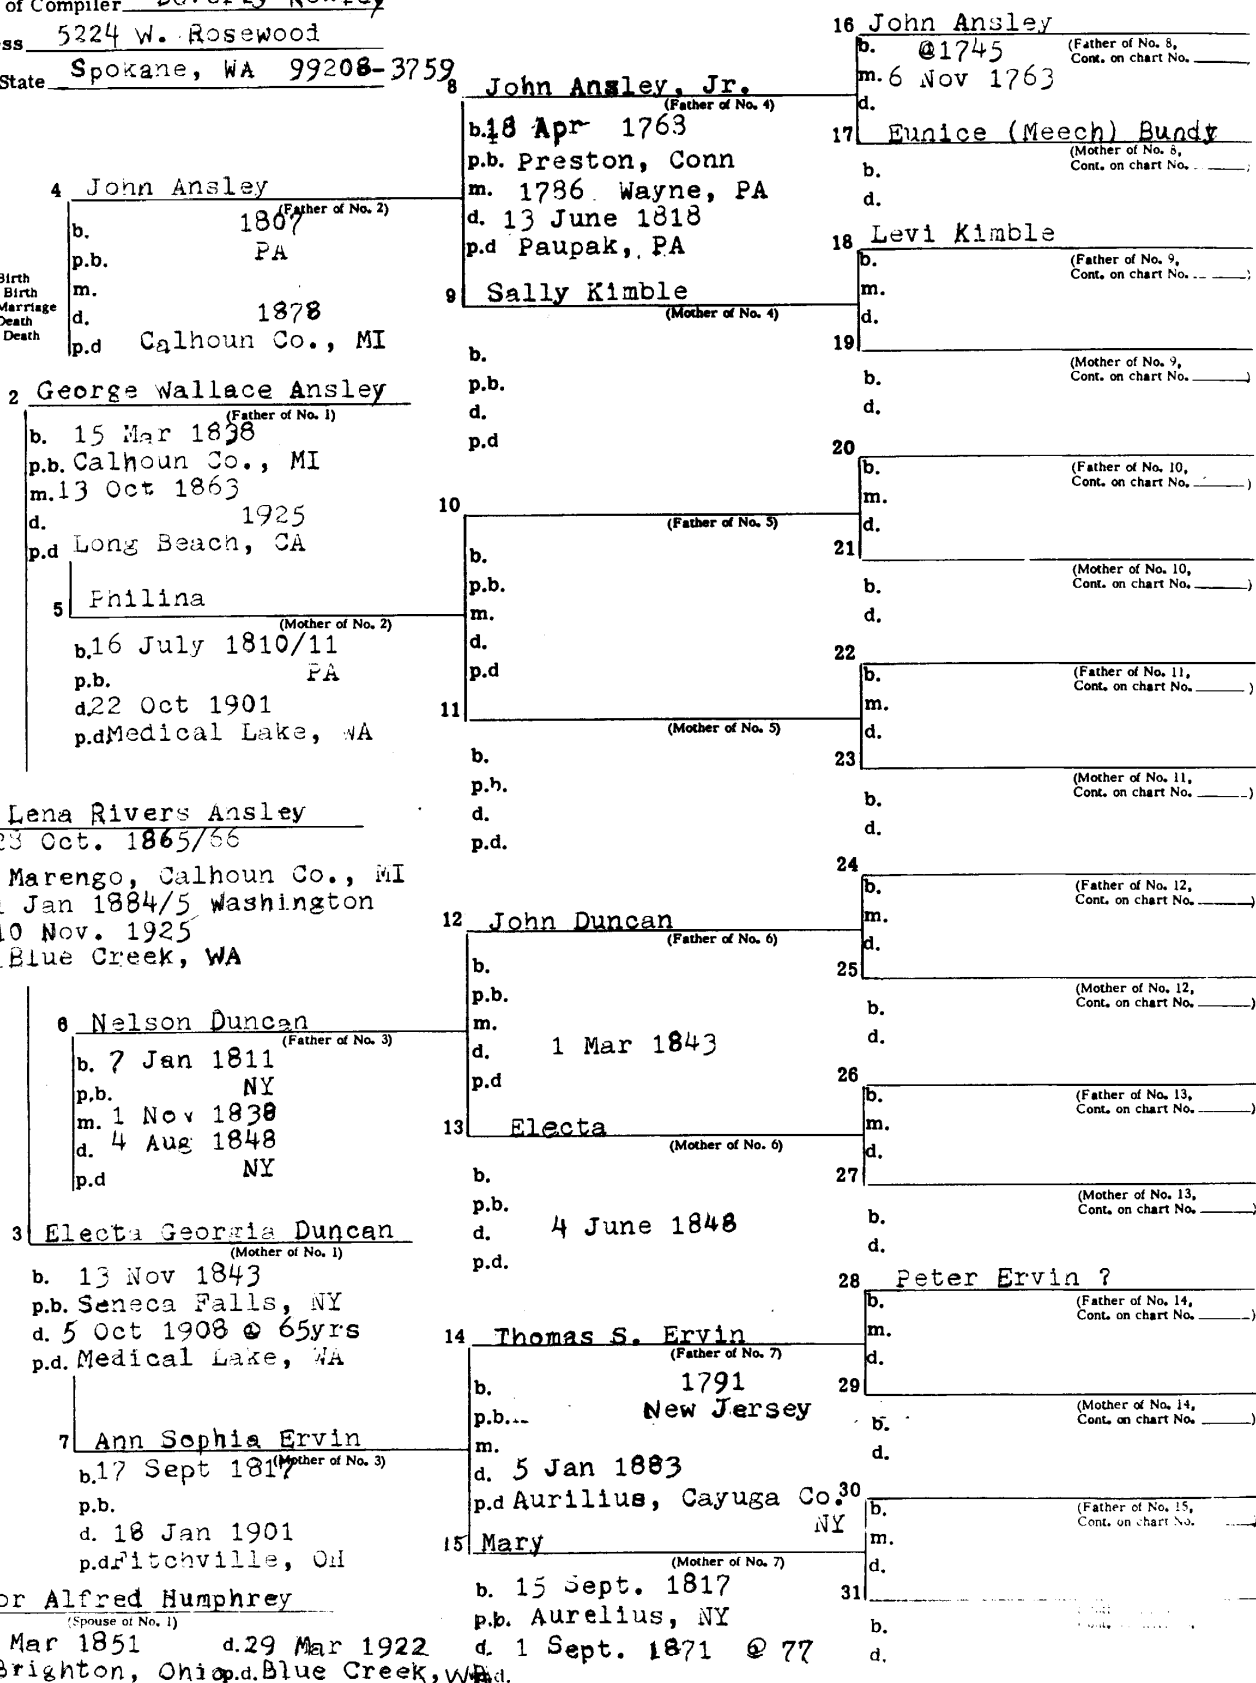 of Compiler Beverly
ss 5224 W. Rosewood
State Spokane, WA 99208-3759
Birth
Birth
Marriage
Death
Death
4 John Ansley
(Father of No. 2)
b. 1807
p.b. PA
m.
d. 1878
p.d Calhoun Co., MI
2 George Wallace Ansley
(Father of No. 1)
b. 15 Mar 1838
p.b. Calhoun Co., MI
m. 13 Oct 1863
d. 1925
p.d Long Beach, CA
5 Philina
(Mother of No. 2)
b. 16 July 1810/11
p.b. PA
d. 22 Oct 1901
p.d Medical Lake, WA
Lena Rivers Ansley
23 Oct. 1865/66
Marengo, Calhoun Co., MI
Jan 1884/5 Washington
10 Nov. 1925
Blue Creek, WA
6 Nelson Duncan
(Father of No. 3)
b. 7 Jan 1811
p.b. NY
m. 1 Nov 1838
d. 4 Aug 1848
p.d NY
3 Electa Georgia Duncan
(Mother of No. 1)
b. 13 Nov 1843
p.b. Seneca Falls, NY
d. 5 Oct 1908 @ 65yrs
p.d. Medical Lake, WA
7 Ann Sophia Ervin
(Mother of No. 3)
b. 17 Sept 1817
p.b.
d. 18 Jan 1901
p.d Fitchville, OH
or Alfred Humphrey
(Spouse of No. 1)
Mar 1851 d. 29 Mar 1922
Brighton, Ohio p.d. Blue Creek, WA
8 John Ansley, Jr.
(Father of No. 4)
b. 18 Apr 1763
p.b. Preston, Conn
m. 1786 Wayne, PA
d. 13 June 1818
p.d Paupak, PA
9 Sally Kimble
(Mother of No. 4)
b.
p.b.
d.
p.d
10
(Father of No. 5)
b.
p.b.
m.
d.
p.d
11
(Mother of No. 5)
b.
p.b.
d.
p.d.
12 John Duncan
(Father of No. 6)
b.
p.b.
m.
d. 1 Mar 1843
p.d
13 Electa
(Mother of No. 6)
b.
p.b.
d. 4 June 1848
p.d.
14 Thomas S. Ervin
(Father of No. 7)
b. 1791
p.b. New Jersey
m.
d. 5 Jan 1883
p.d Aurilius, Cayuga Co.
NY
15 Mary
(Mother of No. 7)
b. 15 Sept. 1817
p.b. Aurelius, NY
d. 1 Sept. 1871 @ 77
p.d.
16 John Ansley
b. @1745 (Father of No. 8,
Cont. on chart No.
m. 6 Nov 1763
d.
17 Eunice (Meech) Bundy
(Mother of No. 8,
b. Cont. on chart No. )
d.
18 Levi Kimble
b. (Father of No. 9,
Cont. on chart No. )
m.
d.
19
(Mother of No. 9,
b. Cont. on chart No. )
d.
20
b. (Father of No. 10,
Cont. on chart No. )
m.
d.
21
(Mother of No. 10,
b. Cont. on chart No. )
d.
22
b. (Father of No. 11,
Cont. on chart No. )
m.
d.
23
(Mother of No. 11,
b. Cont. on chart No. )
d.
24
b. (Father of No. 12,
Cont. on chart No. )
m.
d.
25
(Mother of No. 12,
b. Cont. on chart No. )
d.
26
b. (Father of No. 13,
Cont. on chart No. )
m.
d.
27
(Mother of No. 13,
b. Cont. on chart No. )
d.
28 Peter Ervin ?
b. (Father of No. 14,
Cont. on chart No. )
m.
d.
29
(Mother of No. 14,
b. Cont. on chart No. )
d.
30
b. (Father of No. 15,
Cont. on chart No. )
m.
d.
31
b.
d.